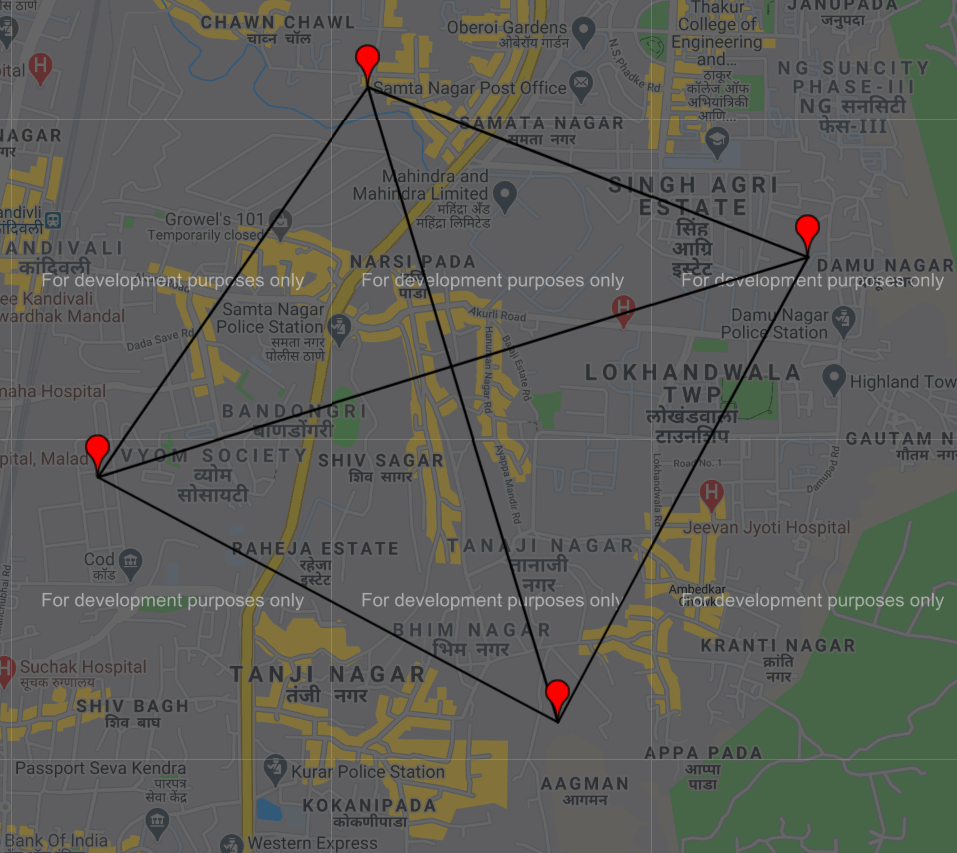 स ठाणे
CHAWN CHAWL
चाव्न चॉल
Oberoi Gardens
ओबेरॉय गार्डन
Thakur
College of
Engineering
and...
ठाकूर
कॉलेज ऑफ
अभियांत्रिकी
आणि...
JANUPADA
जनुपदा
N.S Phadke Rd
ital
H
Samta Nagar Post Office
NG SUNCITY
PHASE-III
NG सनसिटी
फेस-III
NAGAR
गर
SAMATA NAGAR
समता नगर
Mahindra and
Mahindra Limited
महिंद्रा अँड
महिंद्रा लिमिटेड
SINGH AGRI
ESTATE
सिंह
आग्रि
इस्टेट
andivli
कांदिवली
Growel's 101
Temporarily closed
ANDIVALI
कांदिवली
NARSI PADA
पाडा
DAMU NAGAR
For development purposes only
For development purposes only
For development purposes only
ee Kandivali
wardhak Mandal
Samta Nagar
Police Station
समता नगर
पोलीस ठाणे
Akurli Road
H
Damu Nagar
Police Station
Dada Save Rd
Hanuman Nagar Rd
LOKHANDWALA
TWP
लोखंडवाला
टाउनशिप
Highland Tow
naha Hospital
BANDONGRI
बाणडोंगरी
GAUTAM N
गौतम नग
pital, Malad
VYOM SOCIETY
व्योम
सोसायटी
SHIV SAGAR
शिव सागर
Ayappa Mandir Rd
Lokhandwala Rd
Road No. 1
Damupada Rd
H
Jeevan Jyoti Hospital
Cod
कॉड
RAHEJA ESTATE
रहेजा
इस्टेट
TANAJI NAGAR
तानाजी
नगर
Ambedkar
For development purposes only
For development purposes only
For development purposes only
BHIM NAGAR
भिम नगर
KRANTI NAGAR
क्रांति
नगर
H
Suchak Hospital
सूचक रुग्णालय
TANJI NAGAR
तंजी नगर
SHIV BAGH
शिव बाघ
APPA PADA
आप्पा
पाडा
Passport Seva Kendra
पारपत्र
सेवा केंद्र
Kurar Police Station
AAGMAN
आगमन
KOKANIPADA
कोकणीपाडा
Bank Of India
Western Express